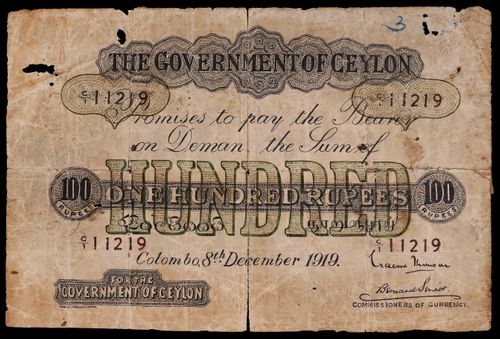 3
THE GOVERNMENT OF CEYLON
C/1 11219 C/1 11219
Promises to pay the Bearer
on Deman the Sum of
HUNDRED
100 RUPEES ONE HUNDRED RUPEES 100 RUPEES
C/1 11219 C/1 11219
Colombo, 8th December 1919.
FOR THE
GOVERNMENT OF CEYLON
COMMISSIONERS OF CURRENCY.